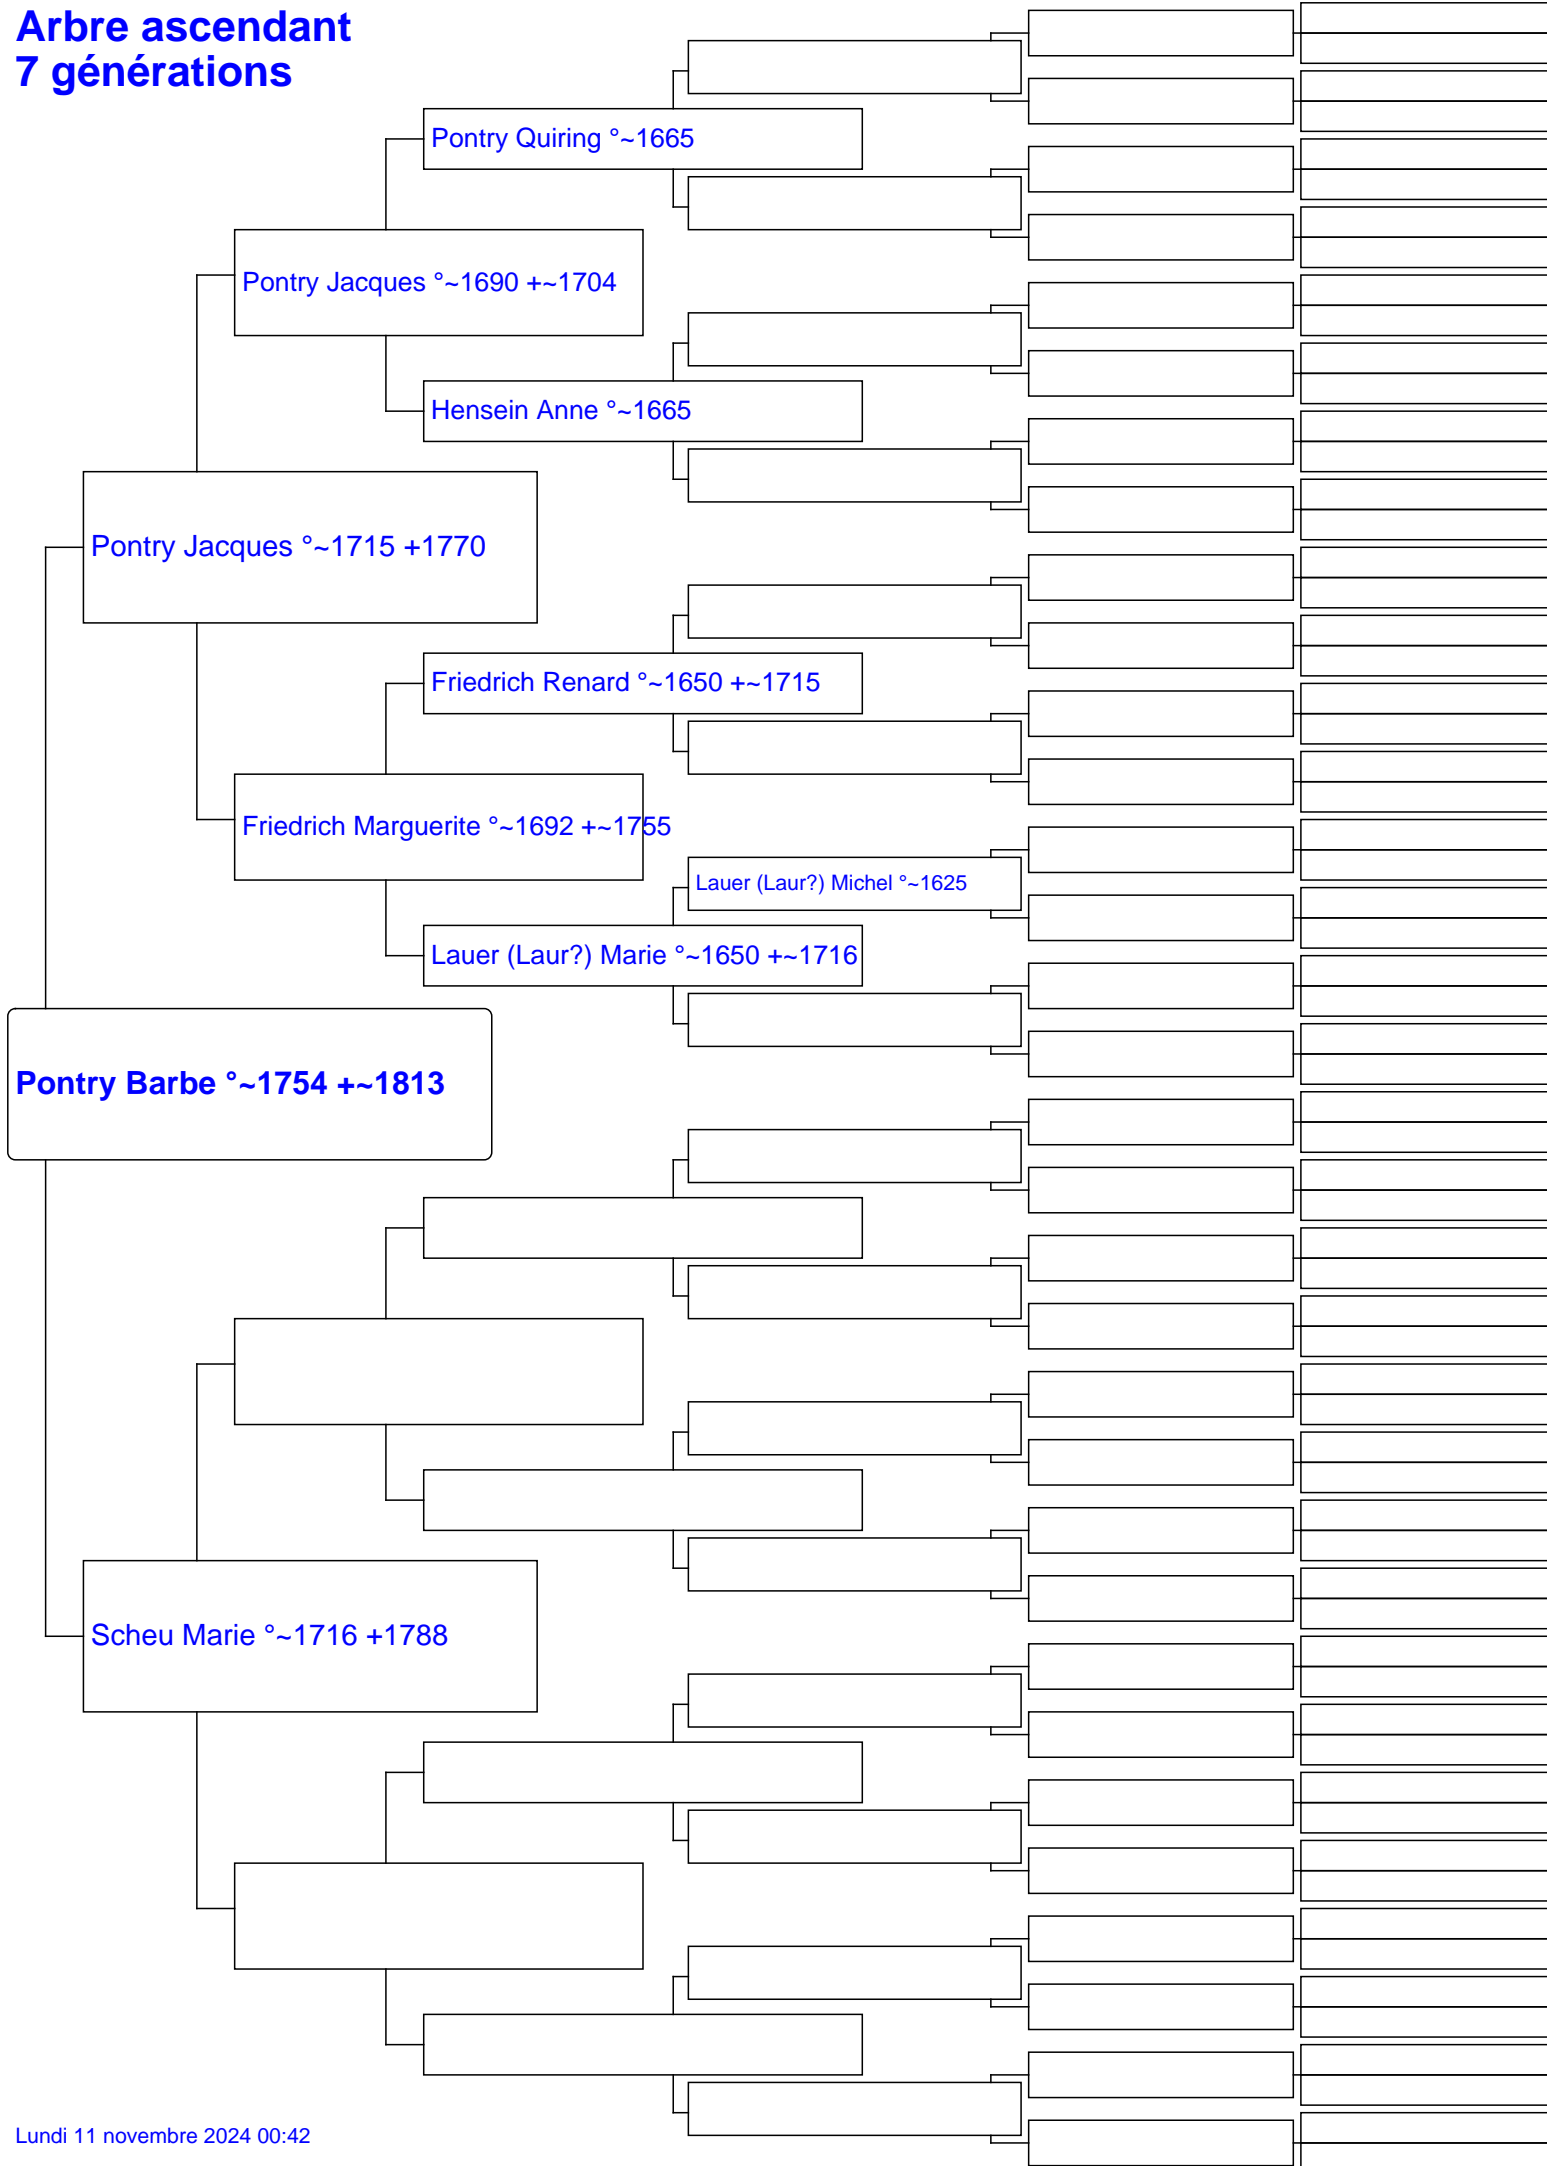 Arbre ascendant
7 générations
Pontry Quiring °~1665
Pontry Jacques °~1690 +~1704
Hensein Anne °~1665
Pontry Jacques °~1715 +1770
Friedrich Renard °~1650 +~1715
Friedrich Marguerite °~1692 +~1755
Lauer (Laur?) Michel °~1625
Lauer (Laur?) Marie °~1650 +~1716
Pontry Barbe °~1754 +~1813
Scheu Marie °~1716 +1788
Lundi 11 novembre 2024 00:42